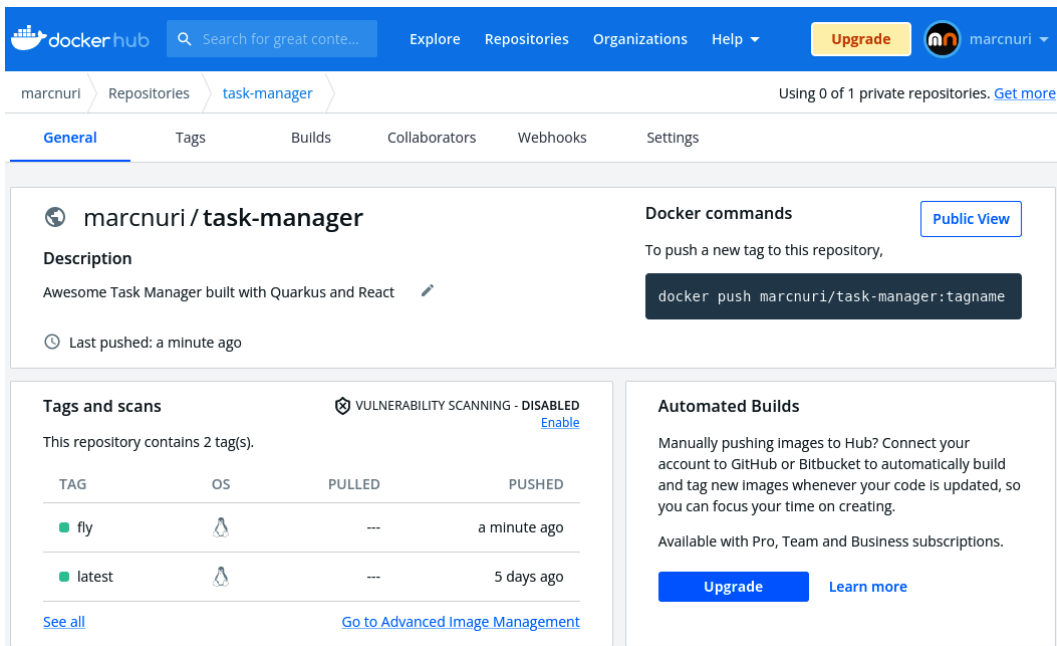 dockerhub Search for great conte... Explore Repositories Organizations Help Upgrade marcnuri
marcnuri Repositories task-manager Using 0 of 1 private repositories. Get more
General Tags Builds Collaborators Webhooks Settings
marcnuri / task-manager
Description
Awesome Task Manager built with Quarkus and React
Last pushed: a minute ago
Docker commands
Public View
To push a new tag to this repository,
docker push marcnuri/task-manager:tagname
Tags and scans
VULNERABILITY SCANNING - DISABLED
Enable
This repository contains 2 tag(s).
TAG OS PULLED PUSHED
fly --- a minute ago
latest --- 5 days ago
See all Go to Advanced Image Management
Automated Builds
Manually pushing images to Hub? Connect your
account to GitHub or Bitbucket to automatically build
and tag new images whenever your code is updated, so
you can focus your time on creating.
Available with Pro, Team and Business subscriptions.
Upgrade Learn more